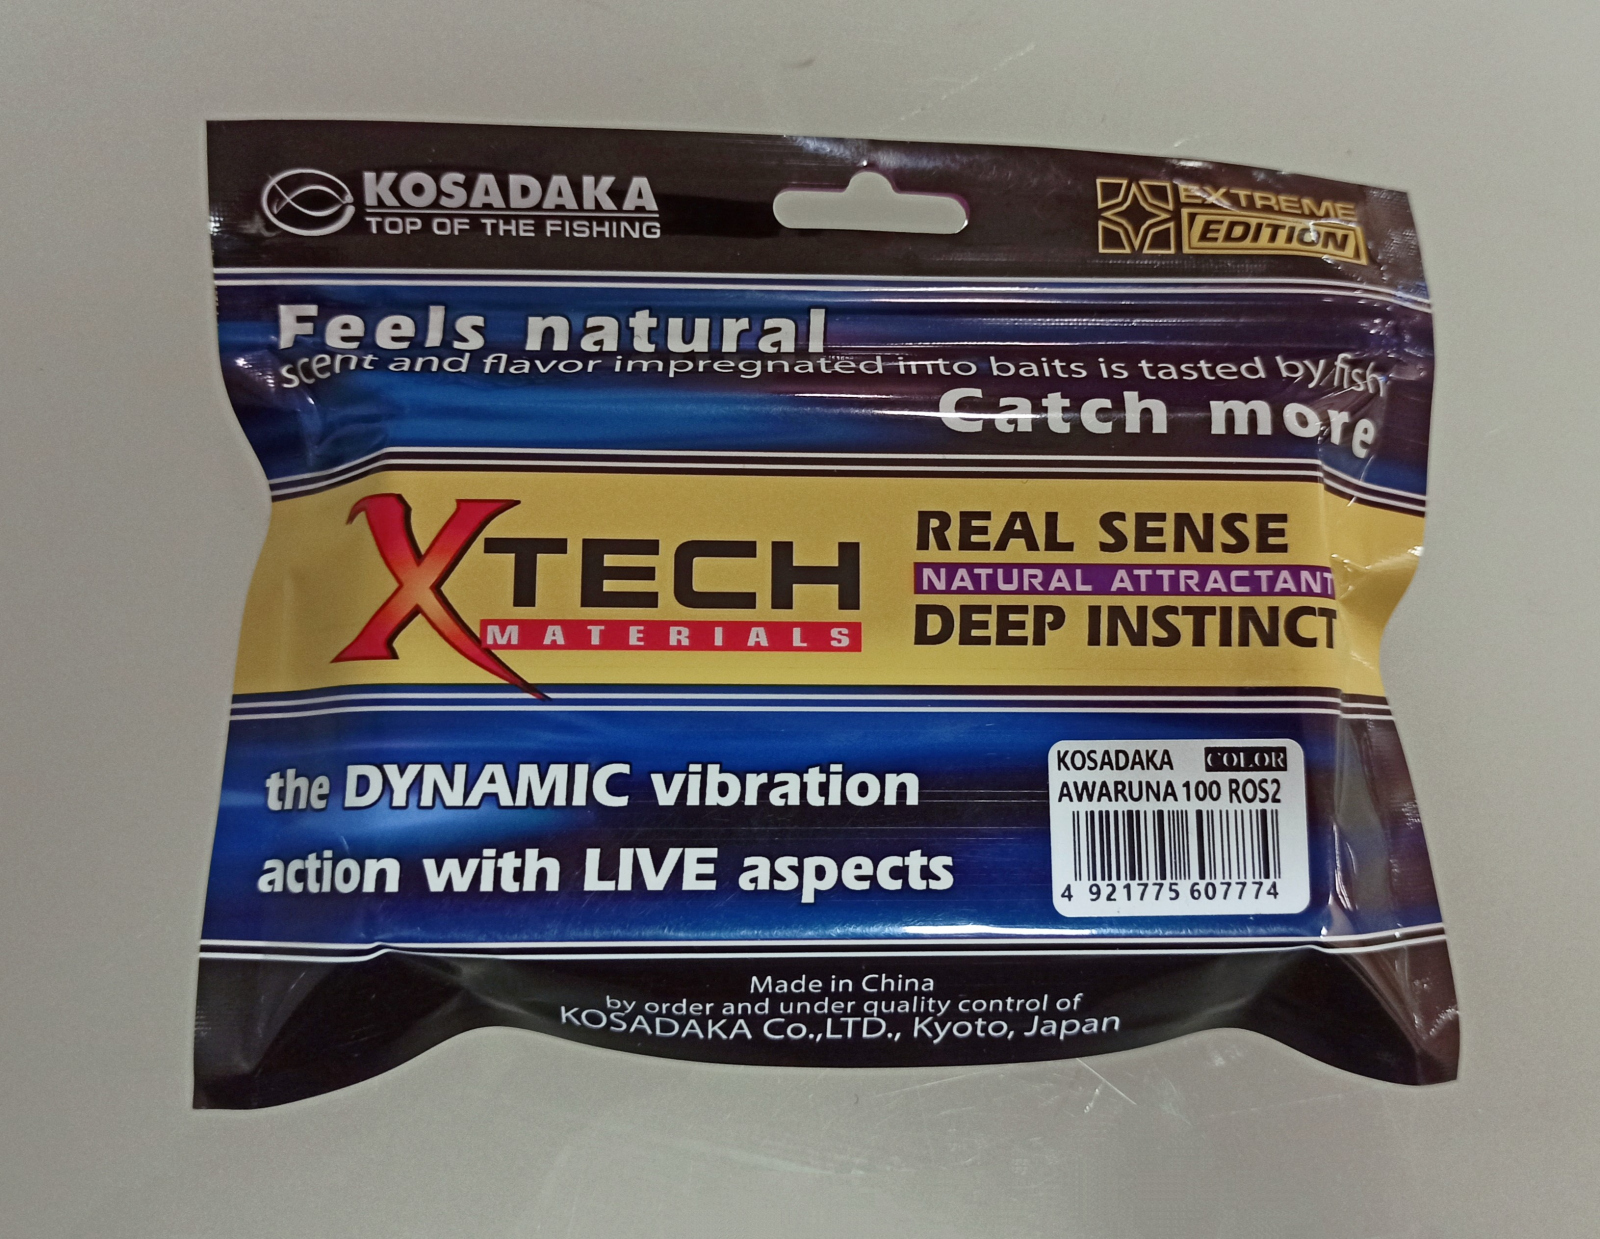 KOSADAKA
TOP OF THE FISHING
EXTREME
EDITION
Feels natural
scent and flavor impregnated into baits is tasted by fish
Catch more
XTECH
MATERIALS
REAL SENSE
NATURAL ATTRACTANT
DEEP INSTINCT
the DYNAMIC vibration
action with LIVE aspects
KOSADAKA COLOR
AWARUNA 100 ROS2
4 921775 607774
Made in China
by order and under quality control of
KOSADAKA Co.,LTD., Kyoto, Japan